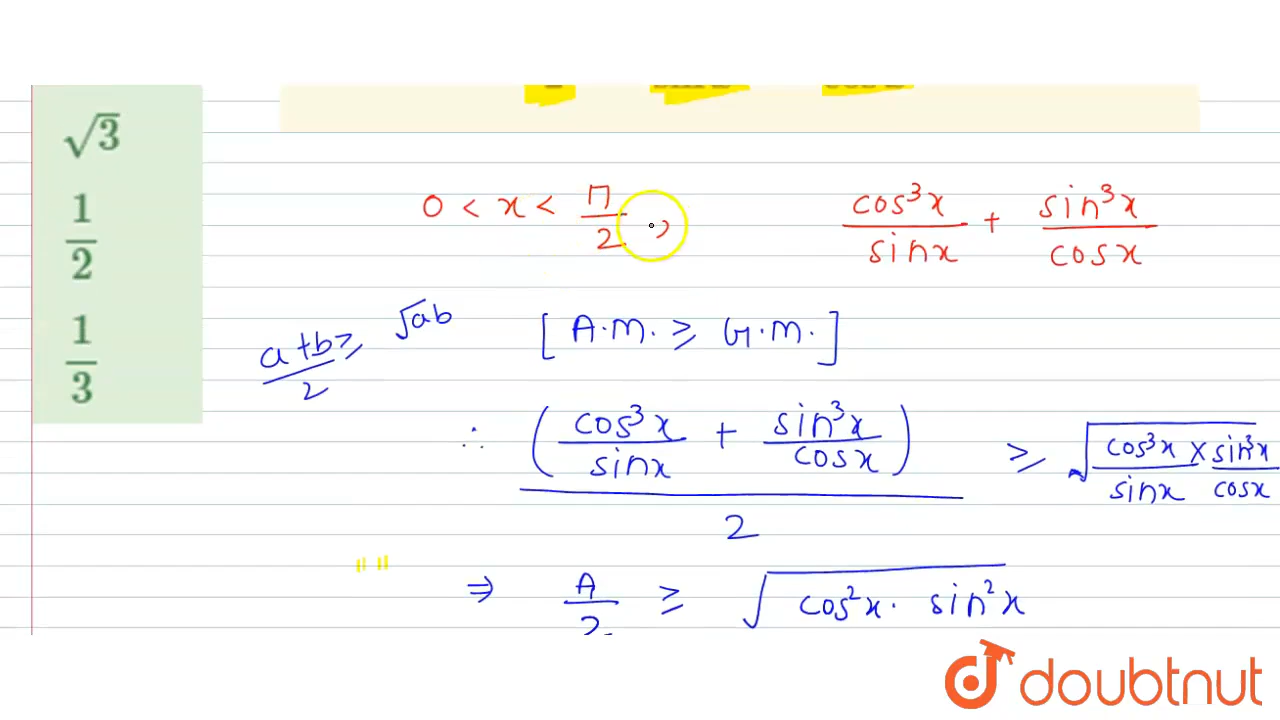 √3
1/2
1/3
0 < x < π/2 , cos³x/sinx + sin³x/cosx
(a+b)/2 ≥ √ab [A.M. ≥ G.M.]
∴ (cos³x/sinx + sin³x/cosx)/2 ≥ √(cos³x/sinx × sin³x/cosx)
⇒ A/2 ≥ √(cos²x. sin²x)
doubtnut